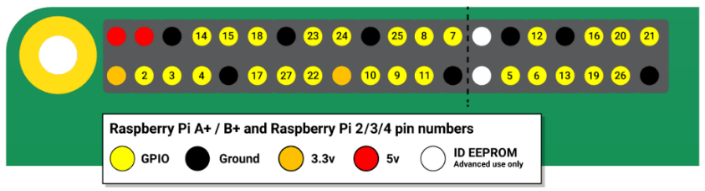 14 15 18 23 24 25 8 7 12 16 20 21
2 3 4 17 27 22 10 9 11 5 6 13 19 26
Raspberry Pi A+ / B+ and Raspberry Pi 2/3/4 pin numbers
GPIO Ground 3.3v 5v ID EEPROM
Advanced use only